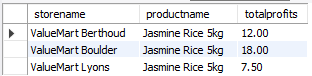 storename productname totalprofits
ValueMart Berthoud Jasmine Rice 5kg 12.00
ValueMart Boulder Jasmine Rice 5kg 18.00
ValueMart Lyons Jasmine Rice 5kg 7.50